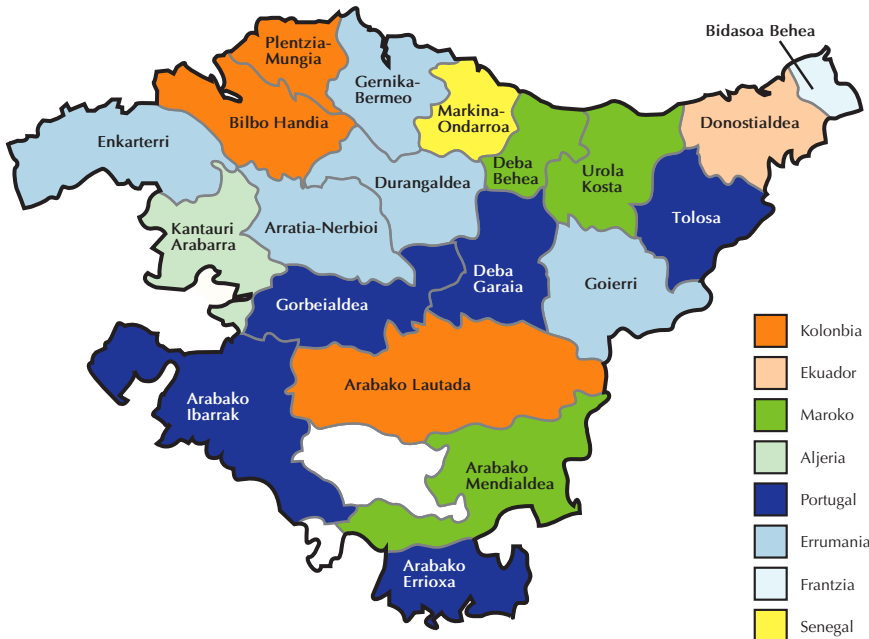 Bidasoa Behea
Plentzia-
Mungia
Gernika-
Bermeo
Markina-
Ondarroa
Bilbo Handia
Enkarterri
Donostialdea
Durangaldea
Deba
Behea
Urola
Kosta
Kantauri
Arabarra
Arratia-Nerbioi
Tolosa
Deba
Garaia
Goierri
Gorbeialdea
Arabako
Ibarrak
Arabako Lautada
Arabako
Mendialdea
Arabako
Errioxa
Kolonbia
Ekuador
Maroko
Aljeria
Portugal
Errumania
Frantzia
Senegal